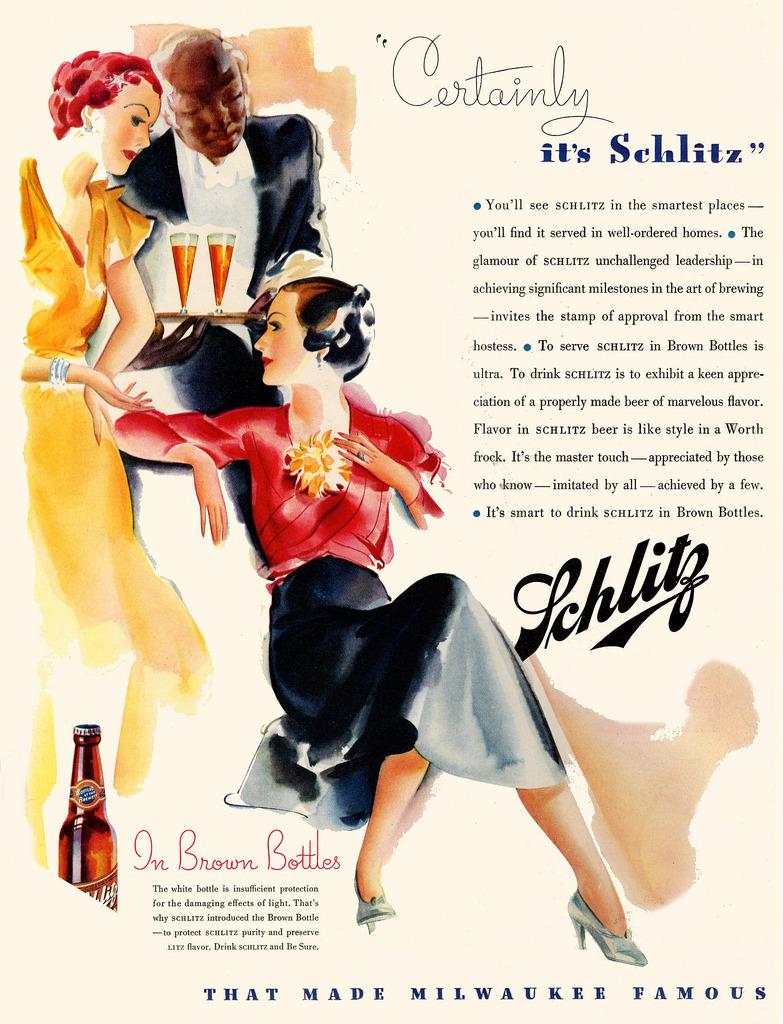 "Certainly
it's Schlitz"
● You'll see SCHLITZ in the smartest places —
you'll find it served in well-ordered homes. ● The
glamour of SCHLITZ unchallenged leadership — in
achieving significant milestones in the art of brewing
— invites the stamp of approval from the smart
hostess. ● To serve SCHLITZ in Brown Bottles is
ultra. To drink SCHLITZ is to exhibit a keen appre-
ciation of a properly made beer of marvelous flavor.
Flavor in SCHLITZ beer is like style in a Worth
frock. It's the master touch — appreciated by those
who know — imitated by all — achieved by a few.
● It's smart to drink SCHLITZ in Brown Bottles.
Schlitz
In Brown Bottles
The white bottle is insufficient protection
for the damaging effects of light. That's
why SCHLITZ introduced the Brown Bottle
—to protect SCHLITZ purity and preserve
LITZ flavor. Drink SCHLITZ and Be Sure.
THAT MADE MILWAUKEE FAMOUS